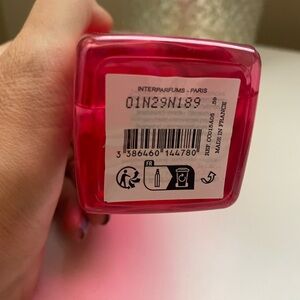 INTERPARFUMS - PARIS
01N29N189
3 386460 144780
FR
MADE IN FRANCE